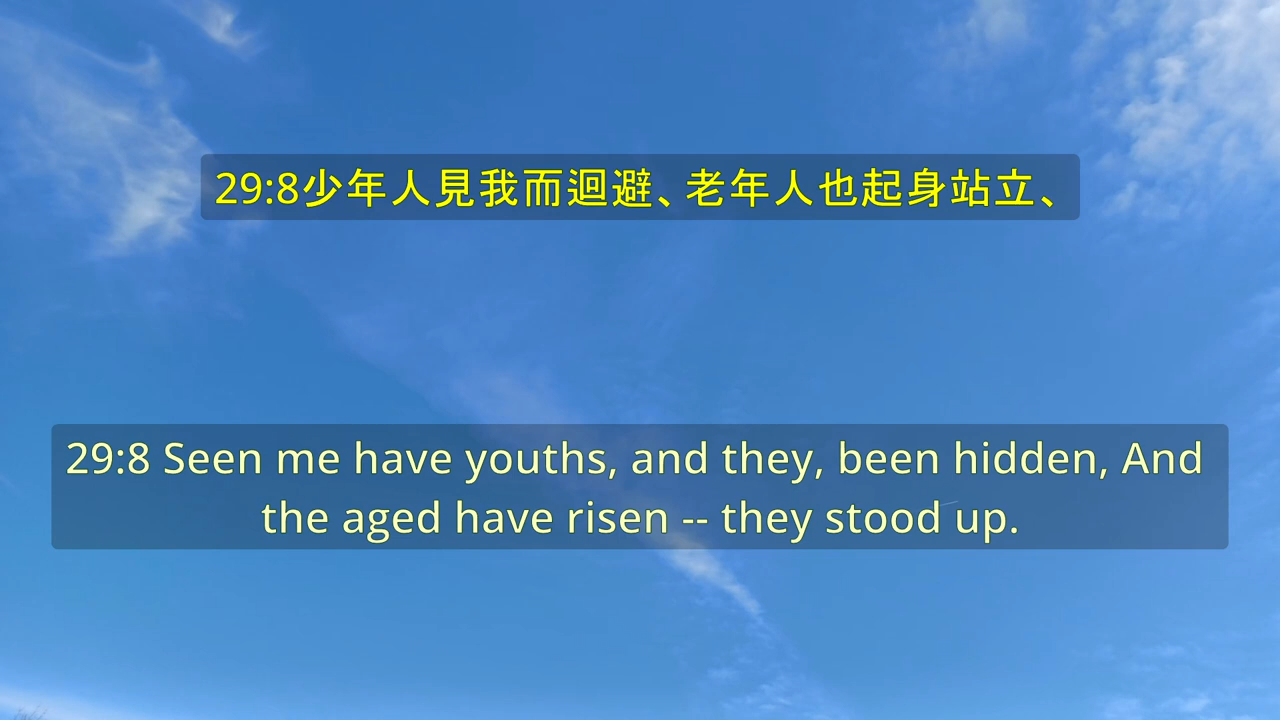 29:8少年人見我而迴避、老年人也起身站立、
29:8 Seen me have youths, and they, been hidden, And
the aged have risen -- they stood up.